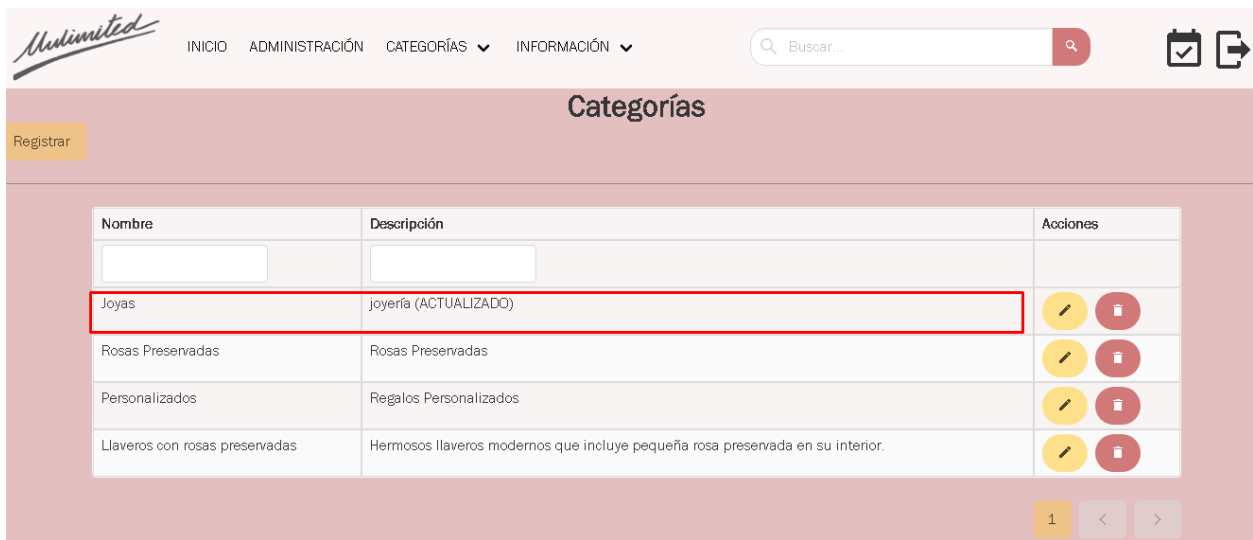 Unlimited
INICIO ADMINISTRACIÓN CATEGORÍAS INFORMACIÓN Buscar...
Categorías
Registrar
Nombre Descripción Acciones
Joyas joyería (ACTUALIZADO)
Rosas Preservadas Rosas Preservadas
Personalizados Regalos Personalizados
Llaveros con rosas preservadas Hermosos llaveros modernos que incluye pequeña rosa preservada en su interior.
1 < >